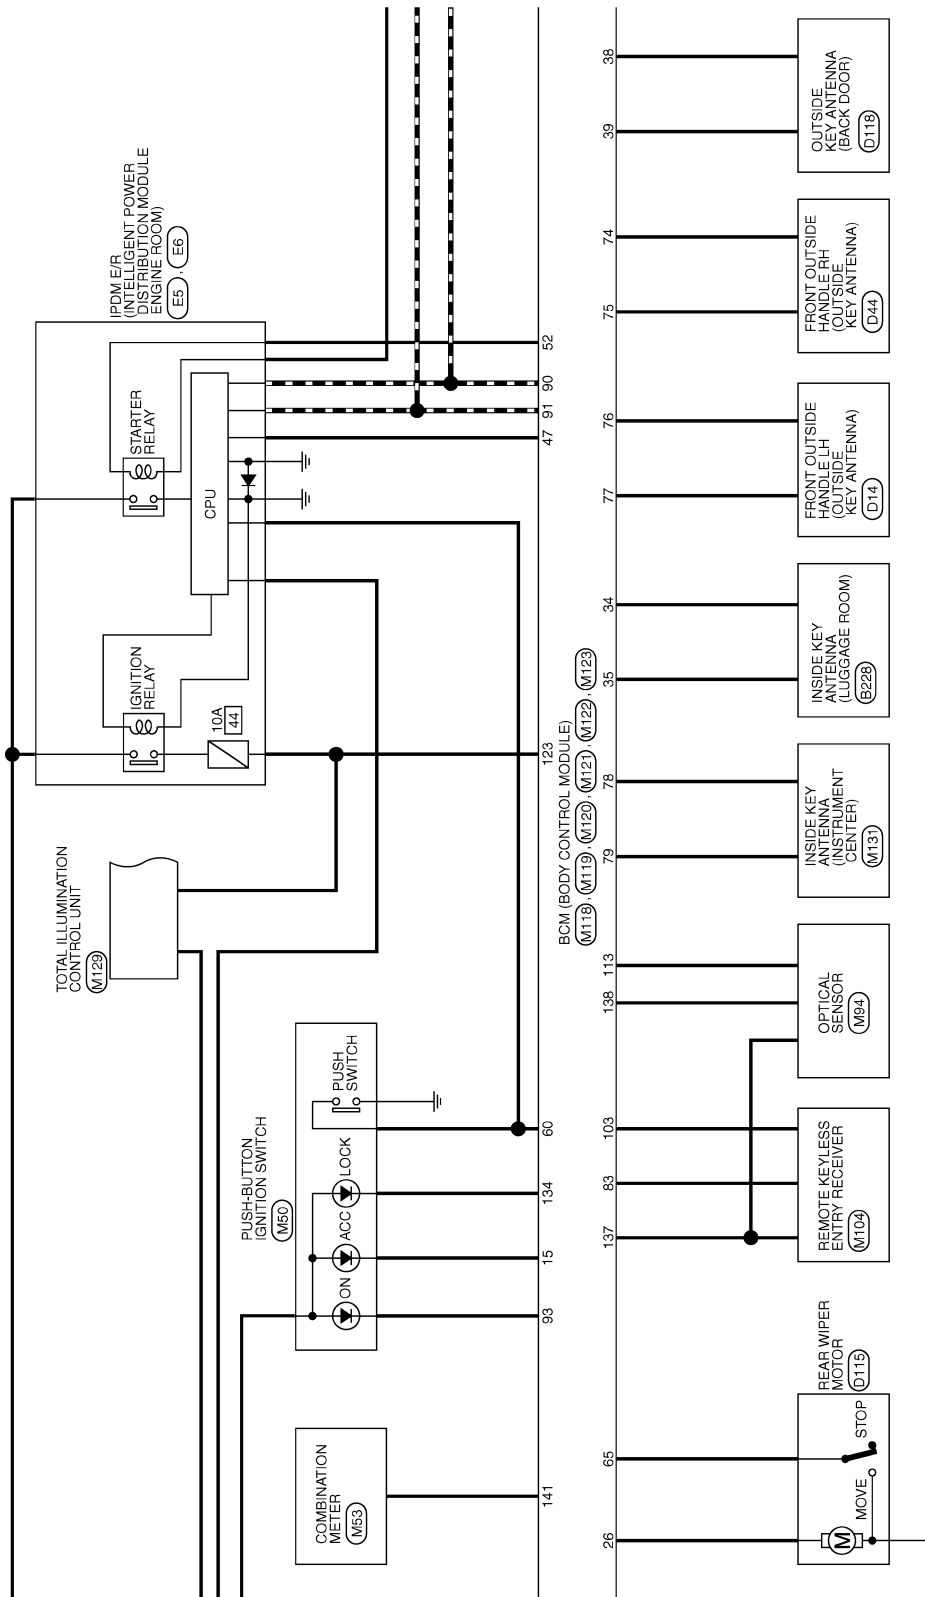 IPDM E/R
(INTELLIGENT POWER
DISTRIBUTION MODULE
ENGINE ROOM)
E5 , E6
STARTER
RELAY
CPU
IGNITION
RELAY
10A
44
TOTAL ILLUMINATION
CONTROL UNIT
M129
PUSH-BUTTON
IGNITION SWITCH
M50
PUSH
SWITCH
LOCK
ACC
ON
COMBINATION
METER
M53
52
90
91
47
123
60
134
15
93
141
BCM (BODY CONTROL MODULE)
M118 , M119 , M120 , M121 , M122 , M123
38
39
74
75
76
77
34
35
78
79
113
138
103
83
137
65
26
OUTSIDE
KEY ANTENNA
(BACK DOOR)
D118
FRONT OUTSIDE
HANDLE RH
(OUTSIDE
KEY ANTENNA)
D44
FRONT OUTSIDE
HANDLE LH
(OUTSIDE
KEY ANTENNA)
D14
INSIDE KEY
ANTENNA
(LUGGAGE ROOM)
B228
INSIDE KEY
ANTENNA
(INSTRUMENT
CENTER)
M131
OPTICAL
SENSOR
M94
REMOTE KEYLESS
ENTRY RECEIVER
M104
REAR WIPER
MOTOR
D115
STOP
MOVE
M